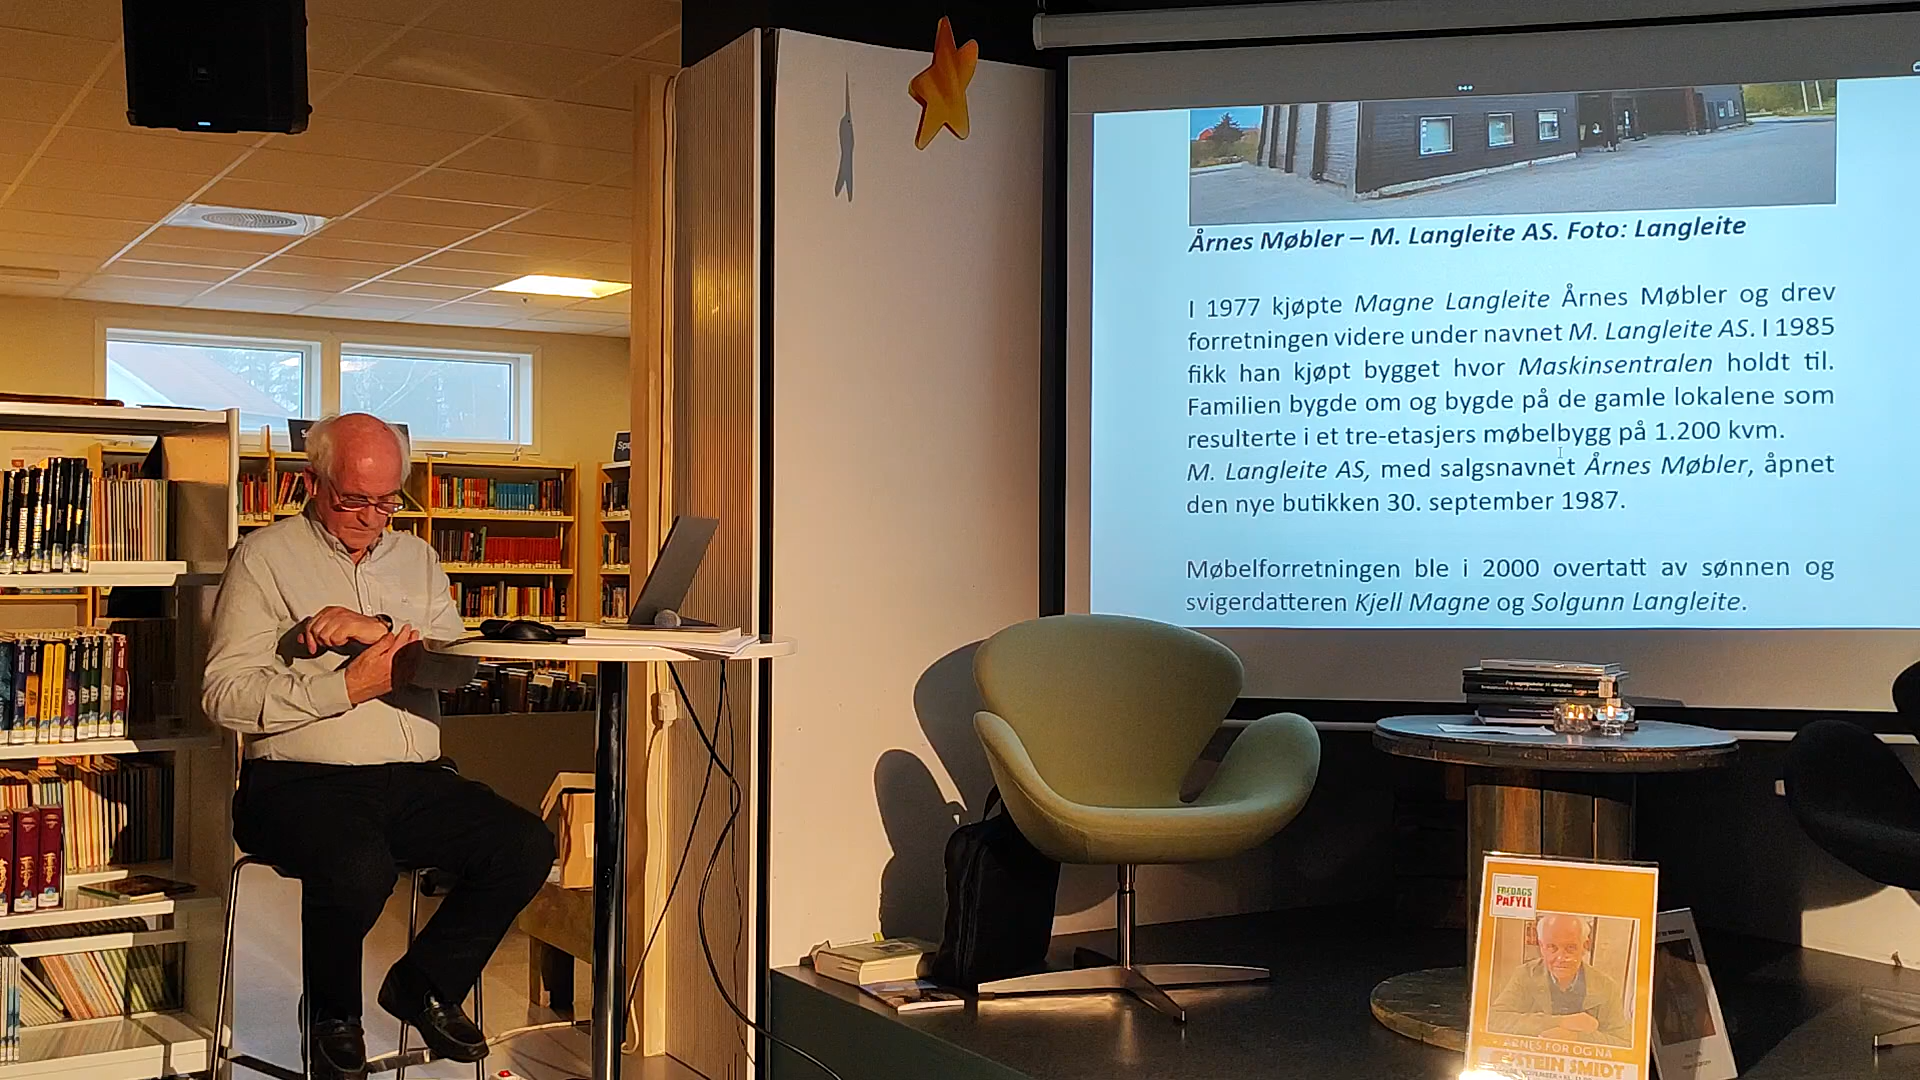 Årnes Møbler – M. Langleite AS. Foto: Langleite
I 1977 kjøpte Magne Langleite Årnes Møbler og drev
forretningen videre under navnet M. Langleite AS. I 1985
fikk han kjøpt bygget hvor Maskinsentralen holdt til.
Familien bygde om og bygde på de gamle lokalene som
resulterte i et tre-etasjers møbelbygg på 1.200 kvm.
M. Langleite AS, med salgsnavnet Årnes Møbler, åpnet
den nye butikken 30. september 1987.
Møbelforretningen ble i 2000 overtatt av sønnen og
svigerdatteren Kjell Magne og Solgunn Langleite.
FREDAGS
PÅFYLL
ÅRNES FØR OG NÅ
SMIDT